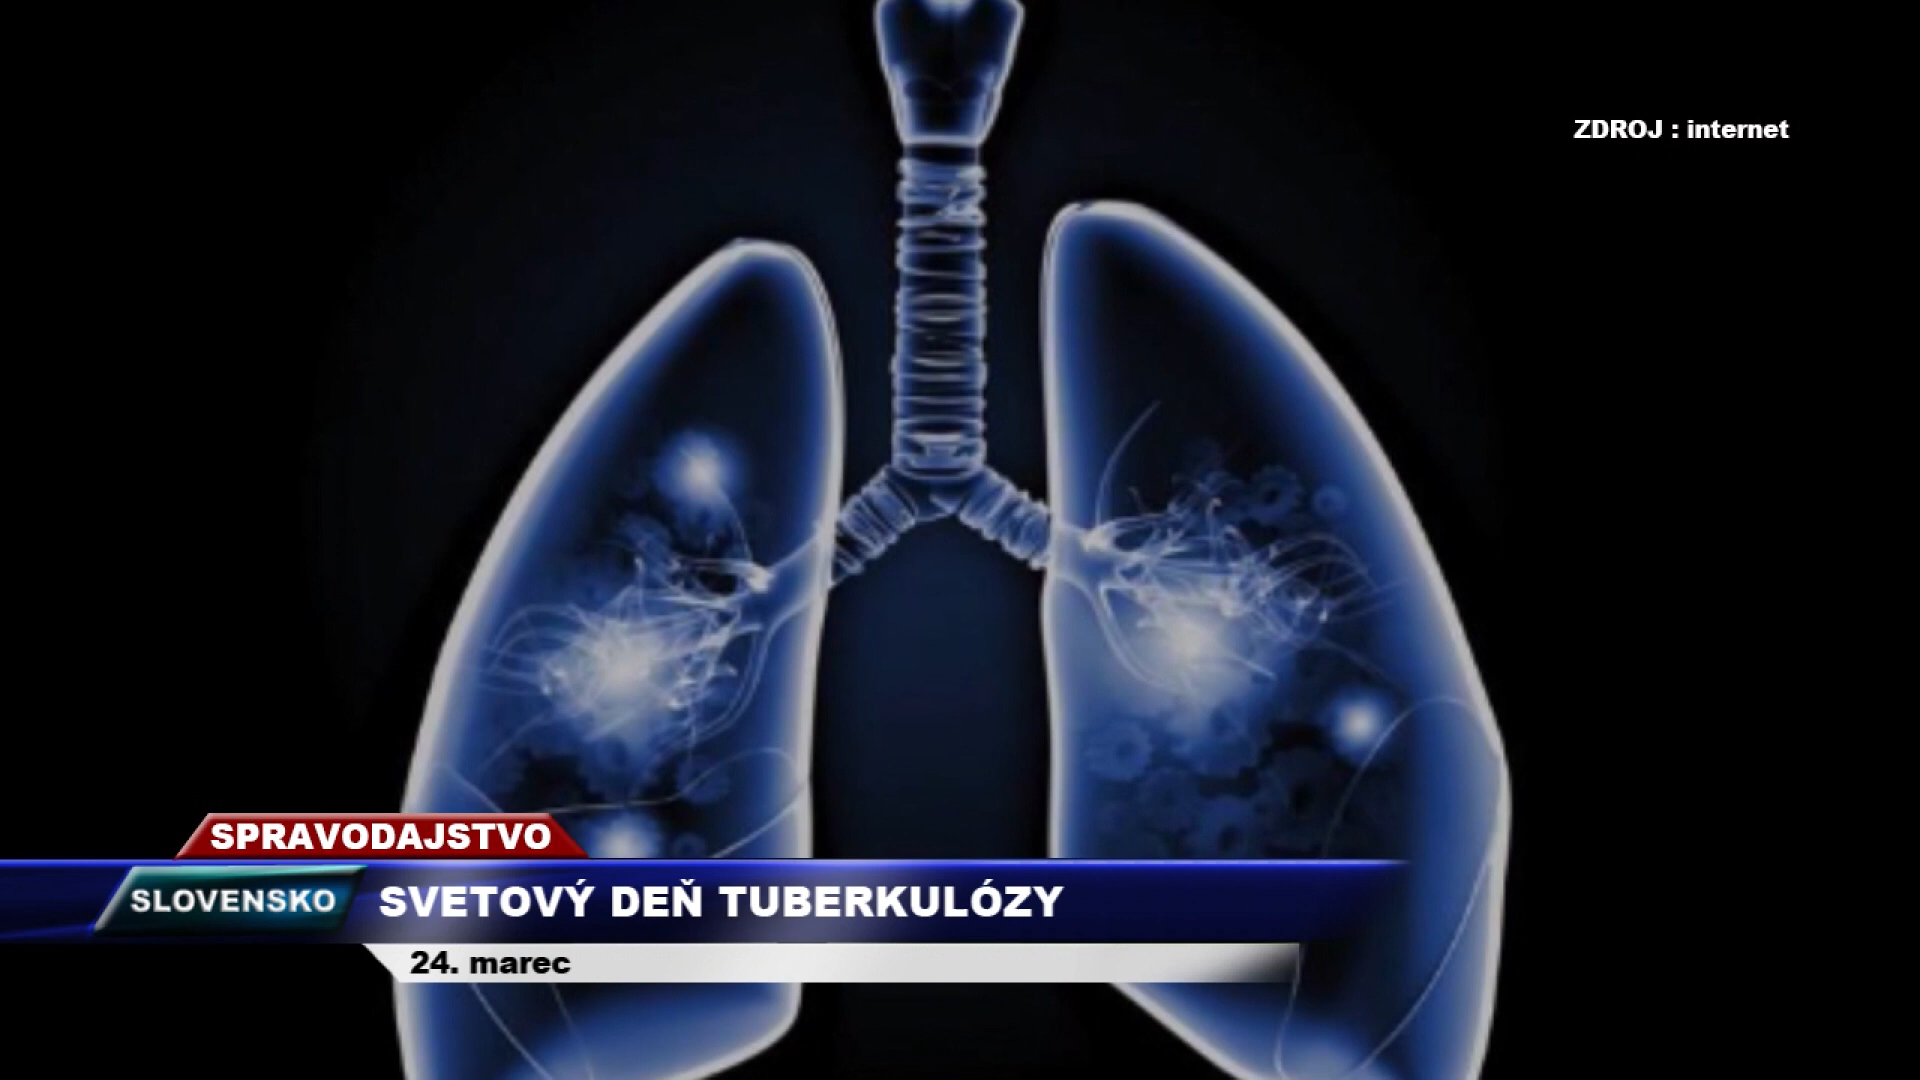 ZDROJ : internet
SPRAVODAJSTVO
SLOVENSKO
SVETOVÝ DEŇ TUBERKULÓZY
24. marec